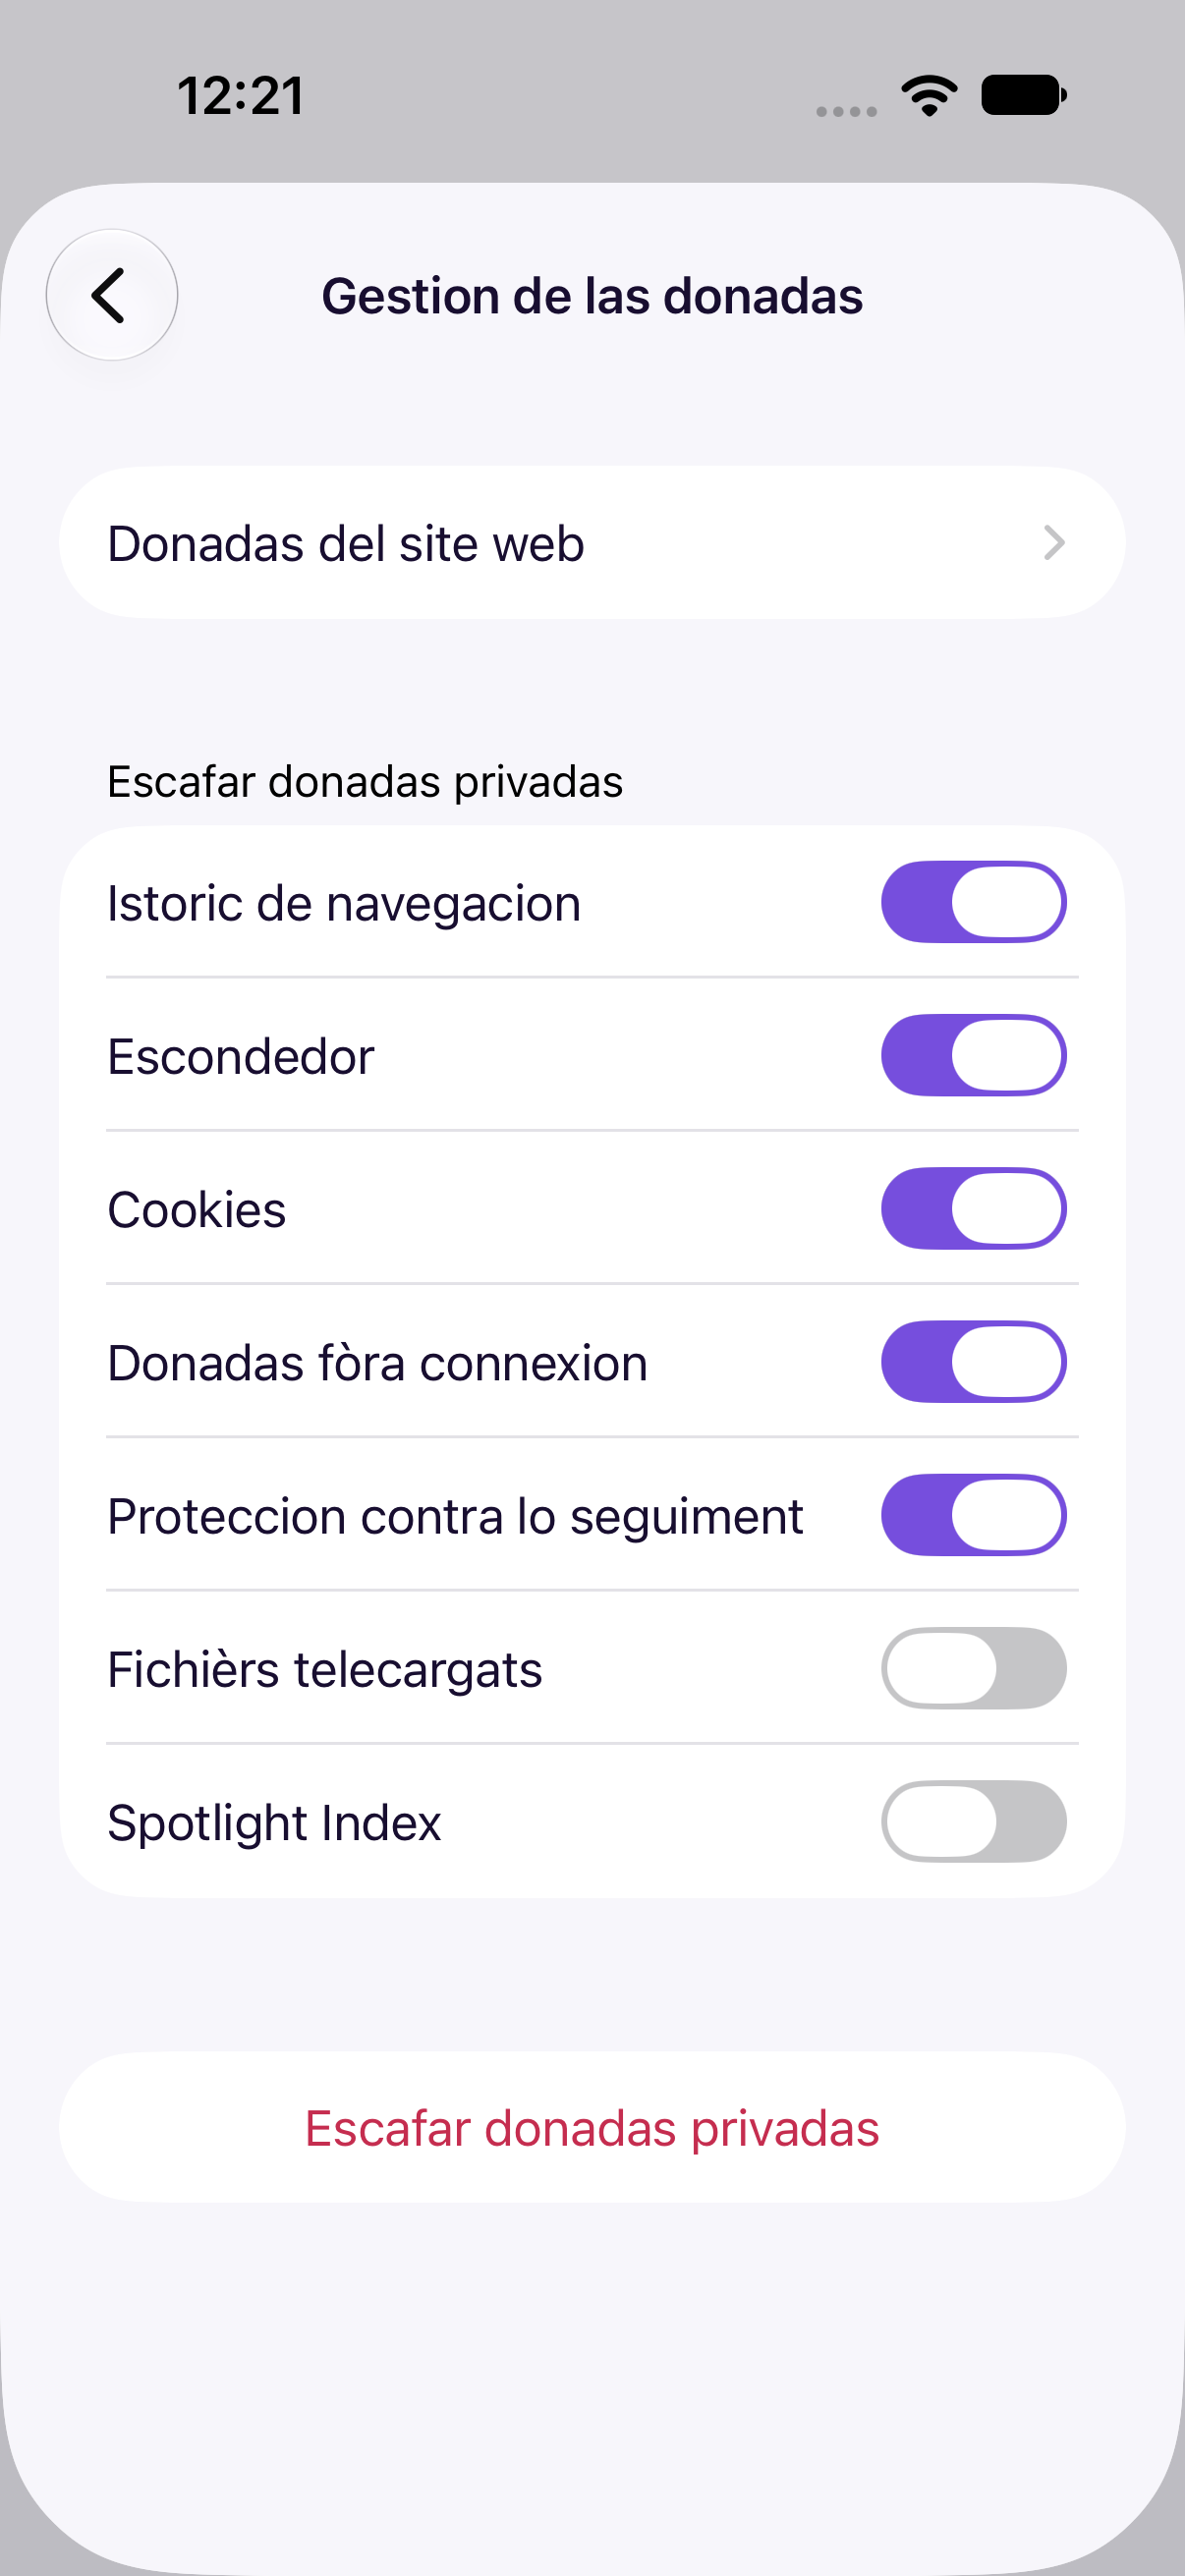 12:21
Gestion de las donadas
Donadas del site web
Escafar donadas privadas
Istoric de navegacion
Escondedor
Cookies
Donadas fòra connexion
Proteccion contra lo seguiment
Fichièrs telecargats
Spotlight Index
Escafar donadas privadas